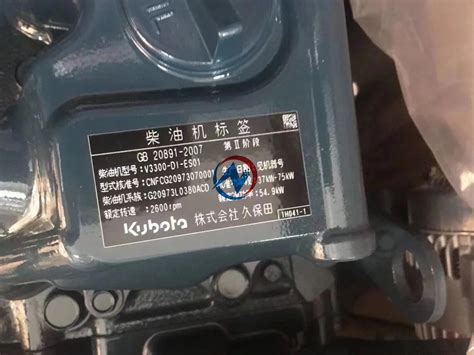 柴油机标签
GB 20891-2007 第Ⅱ阶段
柴油机型号:V3300-DI-ES01
型式核准号: 见机器号
柴油机系族:G20973L0380ACD 37kW-75kW
额定转速:2600rpm 54.9kW
Kubota 株式会社 久保田
1H041-1